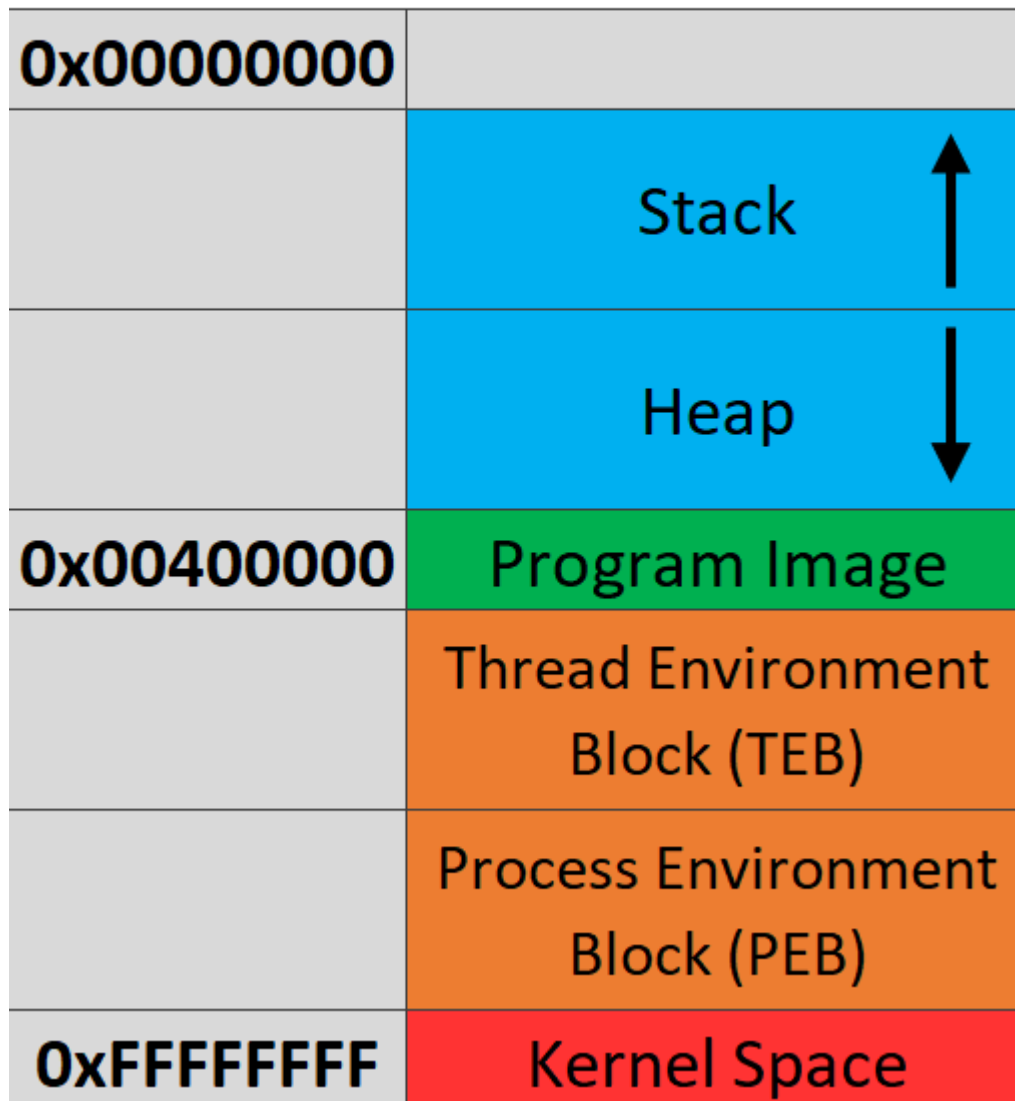 0x00000000
Stack
Heap
0x00400000 Program Image
Thread Environment
Block (TEB)
Process Environment
Block (PEB)
0xFFFFFFFF Kernel Space